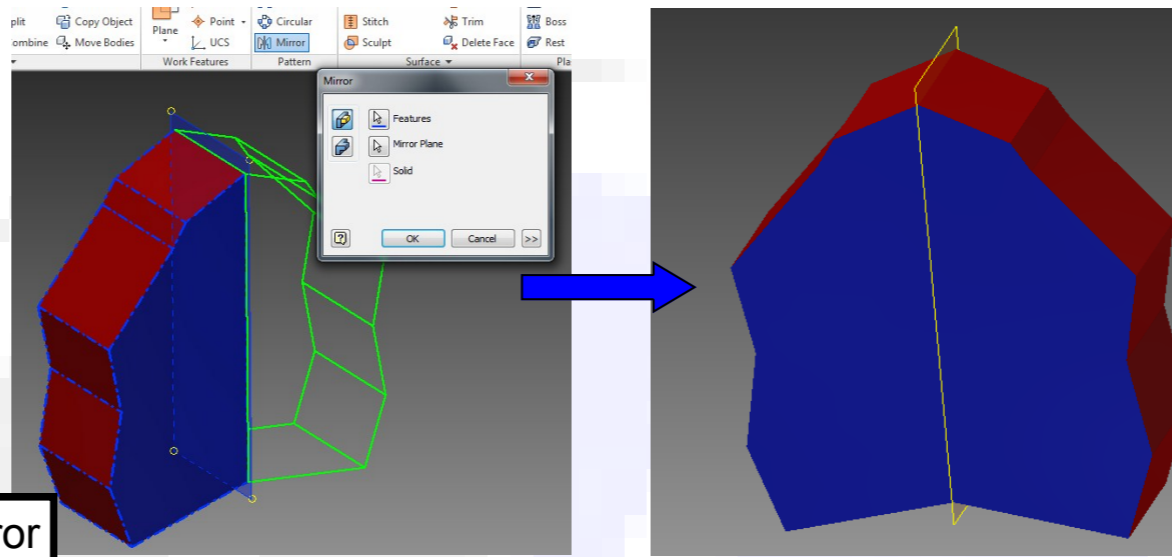 plit Copy Object Point Circular Stitch Trim Boss
Plane
ombine Move Bodies UCS Mirror Sculpt Delete Face Rest
Work Features Pattern Surface Pla
Mirror
Features
Mirror Plane
Solid
OK Cancel >>
ror